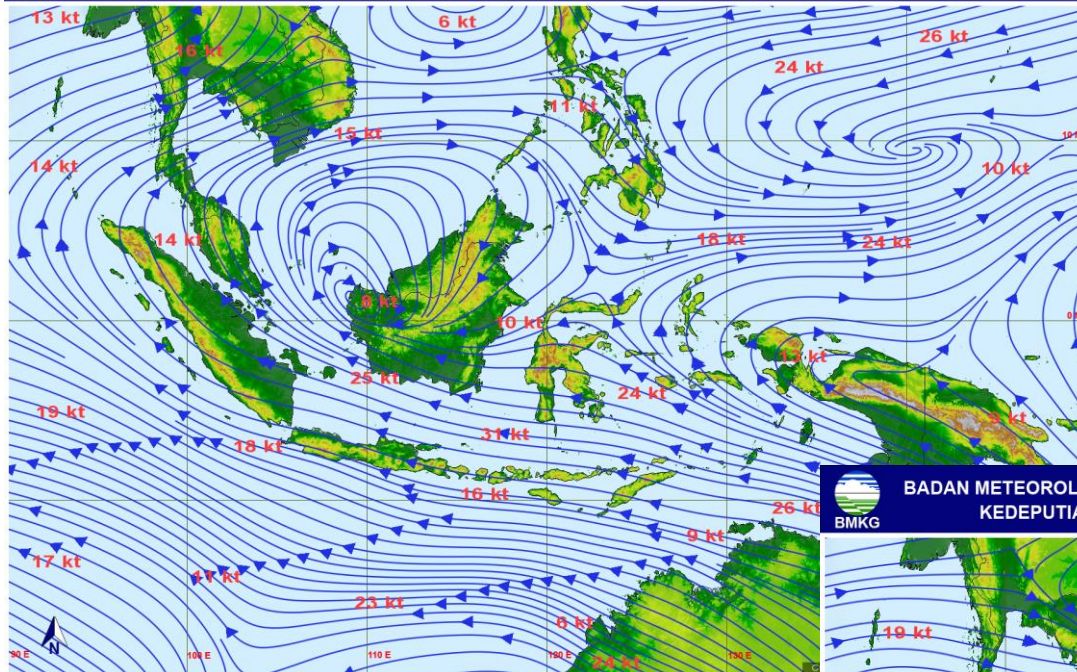 13 kt
6 kt
26 kt
16 kt
24 kt
11 kt
15 kt
10 kt
14 kt
14 kt
18 kt
24 kt
8 kt
10 kt
13 kt
25 kt
24 kt
19 kt
31 kt
18 kt
16 kt
26 kt
9 kt
17 kt
23 kt
6 kt
24 kt
N
100 E
110 E
120 E
130 E
BMKG
BADAN METEOROL
KEDEPUTIA
19 kt